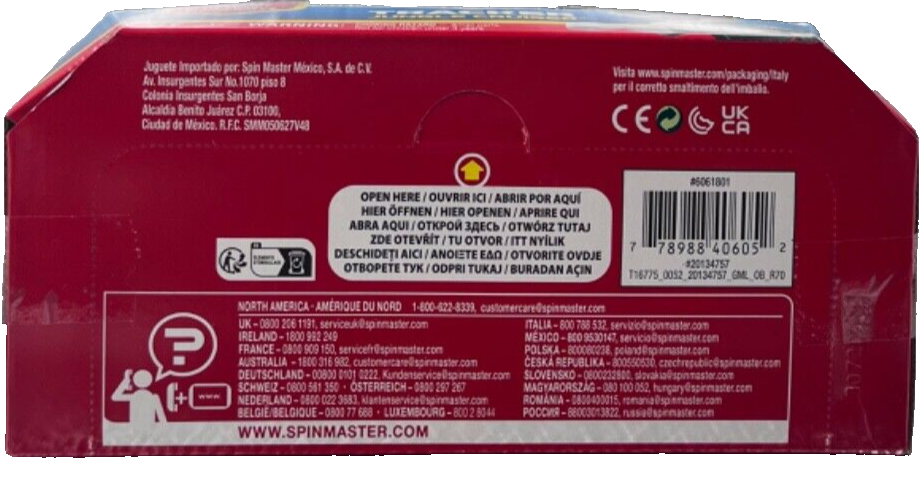 WARNING:
Juguete Importado por: Spin Master México, S.A. de C.V.
Av. Insurgentes Sur No.1070 piso 8
Colonia Insurgentes San Borja
Alcaldía Benito Juárez C.P. 03100,
Ciudad de México. R.F.C. SMM050627V48
Visita www.spinmaster.com/packaging/italy
per il corretto smaltimento dell'imballo.
CE
UK
CA
OPEN HERE / OUVRIR ICI / ABRIR POR AQUÍ
HIER ÖFFNEN / HIER OPENEN / APRIRE QUI
ABRA AQUI / ОТКРОЙ ЗДЕСЬ / OTWÓRZ TUTAJ
ZDE OTEVŘÍT / TU OTVOR / ITT NYÍLIK
DESCHIDEȚI AICI / ΑΝΟΙΞΤΕ ΕΔΩ / OTVORITE OVDJE
ОТВОРЕТЕ ТУК / ODPRI TUKAJ / BURADAN AÇIN
#6061801
7 78988 40605 2
#20134757
T16775_0052_20134757_GML_OB_R7D
NORTH AMERICA - AMÉRIQUE DU NORD 1-800-622-8339, customercare@spinmaster.com
UK – 0800 206 1191, serviceuk@spinmaster.com
IRELAND – 1800 992 249
FRANCE – 0800 909 150, servicefr@spinmaster.com
AUSTRALIA – 1800 316 982, customercare@spinmaster.com
DEUTSCHLAND – 00800 0101 0222, Kundenservice@spinmaster.com
SCHWEIZ – 0800 561 350 · ÖSTERREICH – 0800 297 267
NEDERLAND – 0800 022 3683, klantenservice@spinmaster.com
BELGIË/BELGIQUE – 0800 77 688 · LUXEMBOURG – 800 2 8044
ITALIA – 800 788 532, servizio@spinmaster.com
MÉXICO – 800 9530147, servicio@spinmaster.com
POLSKA – 800080238, poland@spinmaster.com
ČESKÁ REPUBLIKA – 800500530, czechrepublic@spinmaster.com
SLOVENSKO – 0800232880, slovakia@spinmaster.com
MAGYARORSZÁG – 080 100 052, hungary@spinmaster.com
ROMÂNIA – 0800400015, romania@spinmaster.com
РОССИЯ – 88003013822, russia@spinmaster.com
www
WWW.SPINMASTER.COM